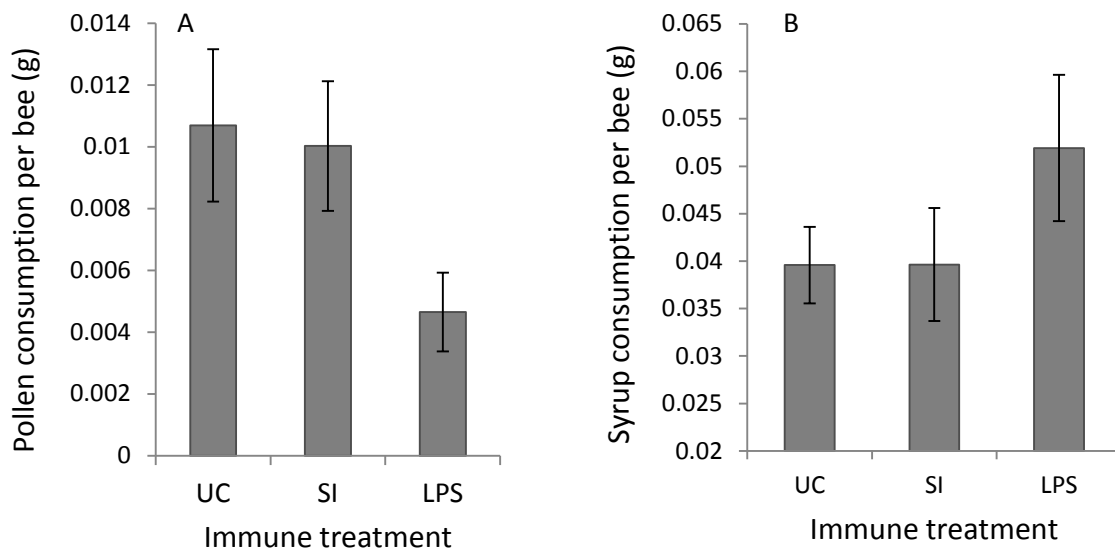 A
Pollen consumption per bee (g)
0.014
0.012
0.01
0.008
0.006
0.004
0.002
0
UC SI LPS
Immune treatment
B
Syrup consumption per bee (g)
0.065
0.06
0.055
0.05
0.045
0.04
0.035
0.03
0.025
0.02
UC SI LPS
Immune treatment